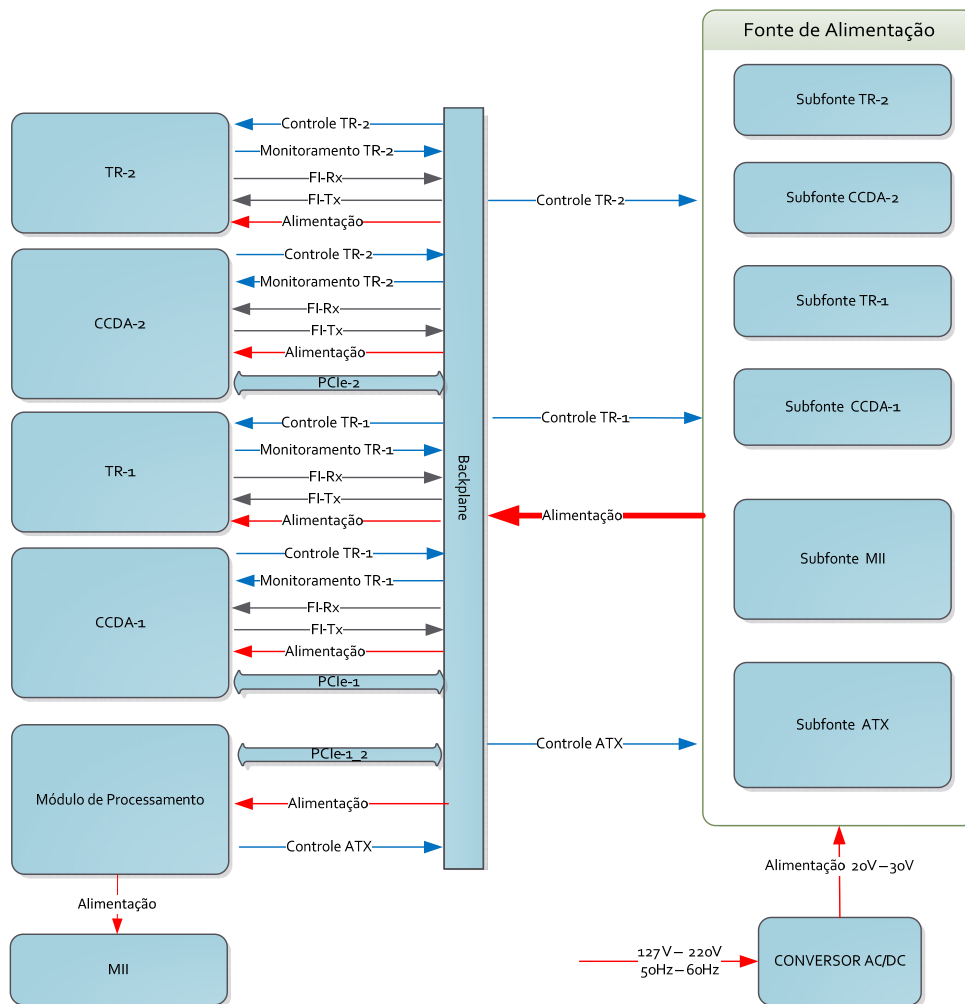 Fonte de Alimentação
Subfonte TR-2
Subfonte CCDA-2
Subfonte TR-1
Subfonte CCDA-1
Subfonte MII
Subfonte ATX
TR-2
Controle TR-2
Monitoramento TR-2
FI-Rx
FI-Tx
Alimentação
CCDA-2
Controle TR-2
Monitoramento TR-2
FI-Rx
FI-Tx
Alimentação
PCIe-2
TR-1
Controle TR-1
Monitoramento TR-1
FI-Rx
FI-Tx
Alimentação
CCDA-1
Controle TR-1
Monitoramento TR-1
FI-Rx
FI-Tx
Alimentação
PCIe-1
Módulo de Processamento
PCIe-1_2
Alimentação
Controle ATX
Alimentação
MII
Backplane
Controle TR-2
Controle TR-1
Alimentação
Controle ATX
Alimentação 20V–30V
127V – 220V
50Hz–60Hz
CONVERSOR AC/DC